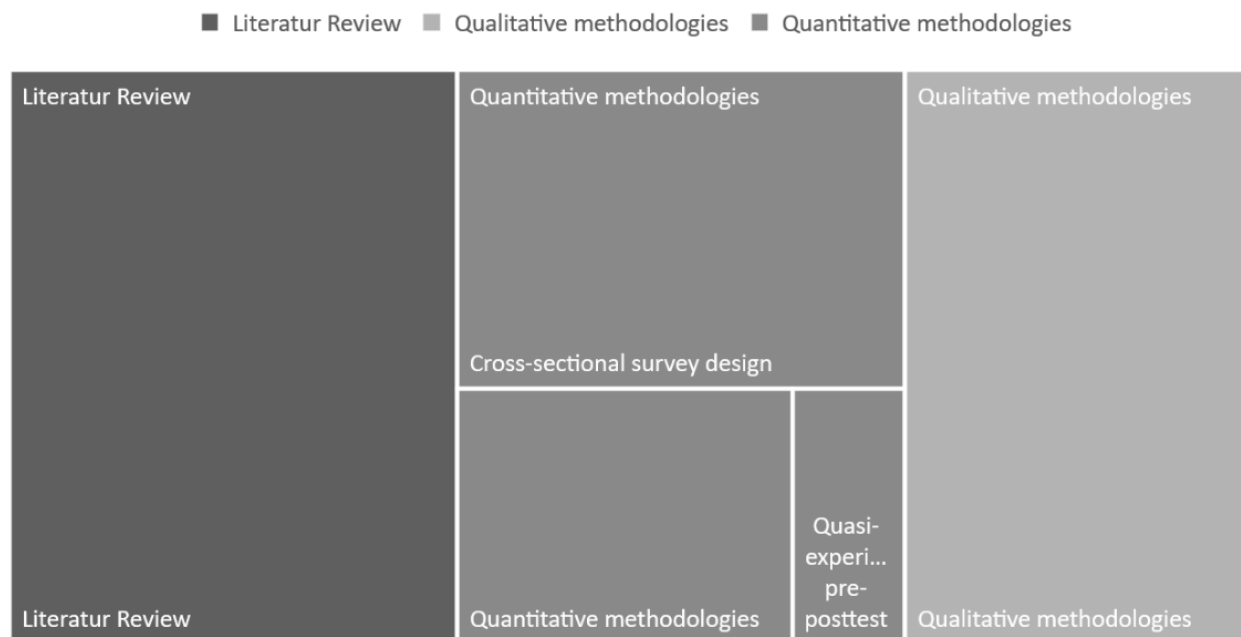 Literatur Review Qualitative methodologies Quantitative methodologies
Literatur Review
Quantitative methodologies
Qualitative methodologies
Cross-sectional survey design
Quasi-
experi...
pre-
posttest
Literatur Review
Quantitative methodologies
Qualitative methodologies